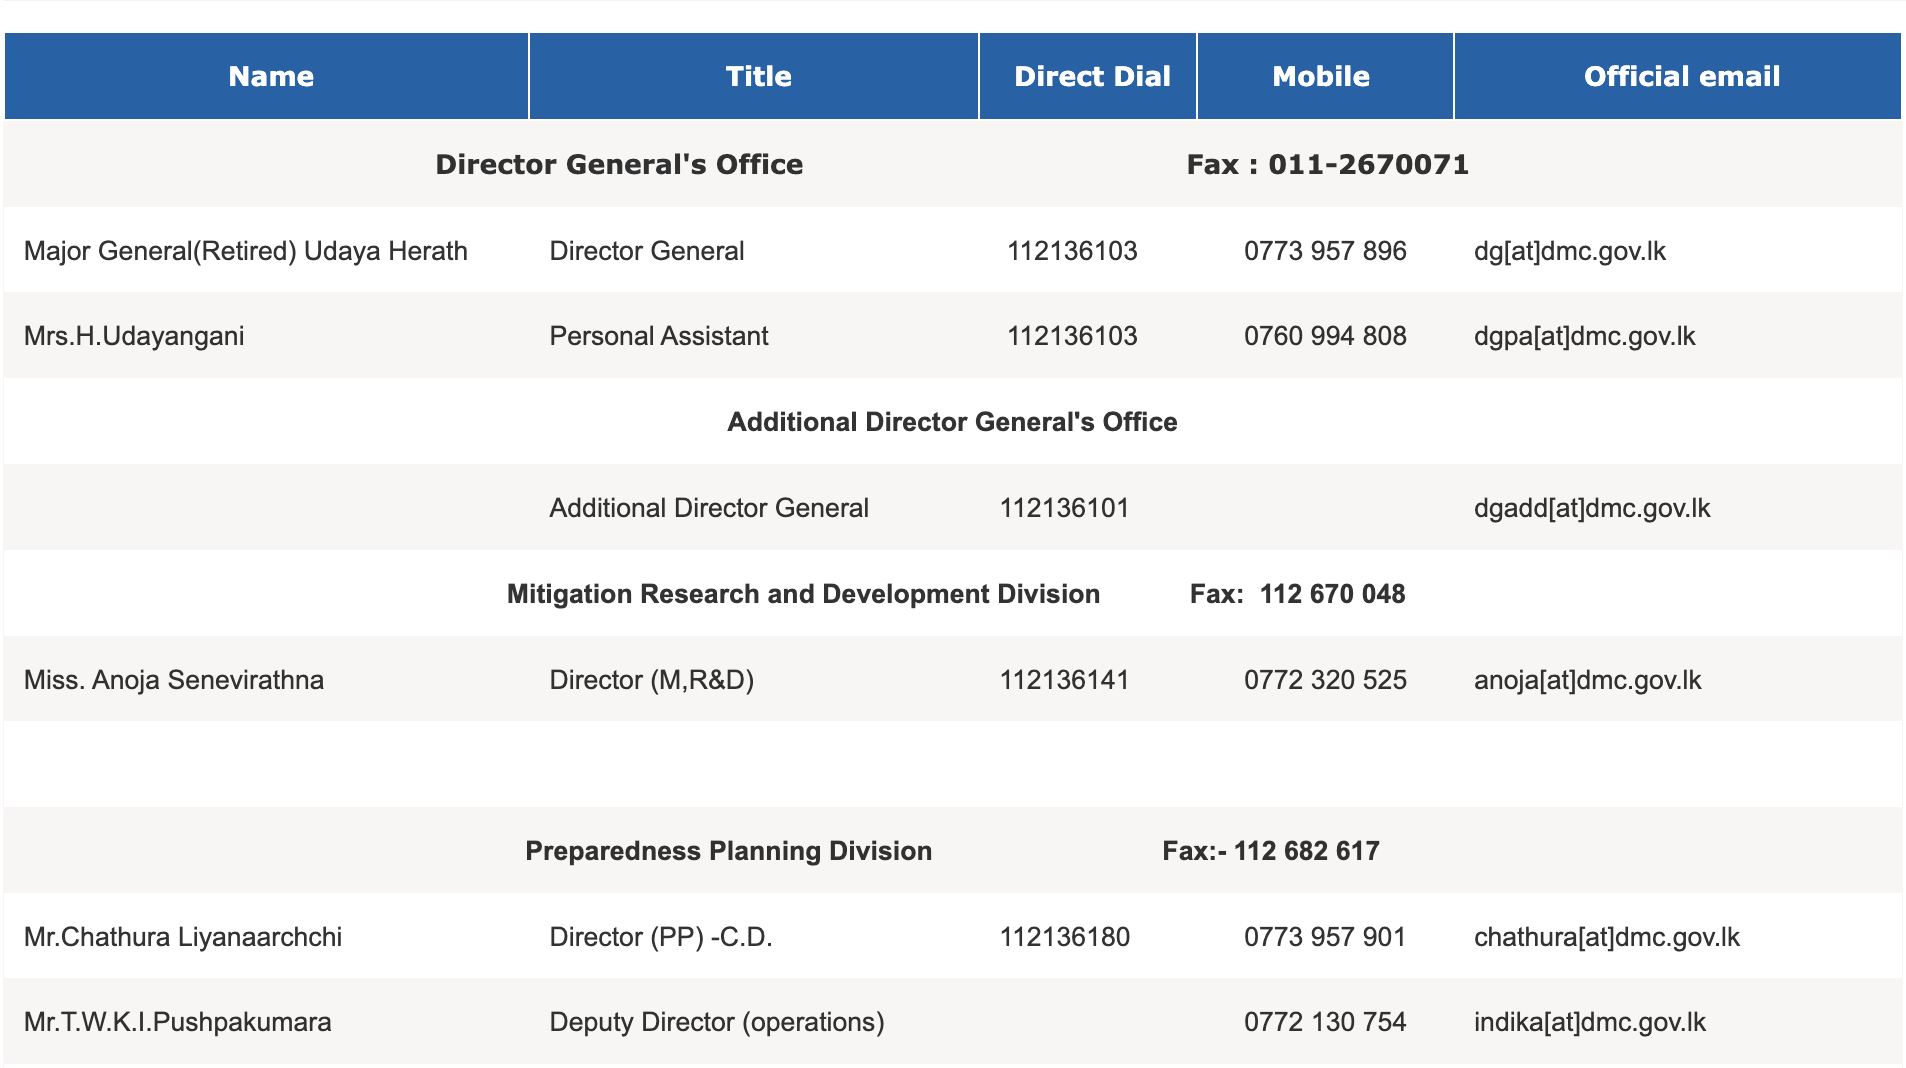 Name Title Direct Dial Mobile Official email
Director General's Office Fax : 011-2670071
Major General(Retired) Udaya Herath Director General 112136103 0773 957 896 dg[at]dmc.gov.lk
Mrs.H.Udayangani Personal Assistant 112136103 0760 994 808 dgpa[at]dmc.gov.lk
Additional Director General's Office
Additional Director General 112136101 dgadd[at]dmc.gov.lk
Mitigation Research and Development Division Fax: 112 670 048
Miss. Anoja Senevirathna Director (M,R&D) 112136141 0772 320 525 anoja[at]dmc.gov.lk
Preparedness Planning Division Fax:- 112 682 617
Mr.Chathura Liyanaarchchi Director (PP) -C.D. 112136180 0773 957 901 chathura[at]dmc.gov.lk
Mr.T.W.K.I.Pushpakumara Deputy Director (operations) 0772 130 754 indika[at]dmc.gov.lk